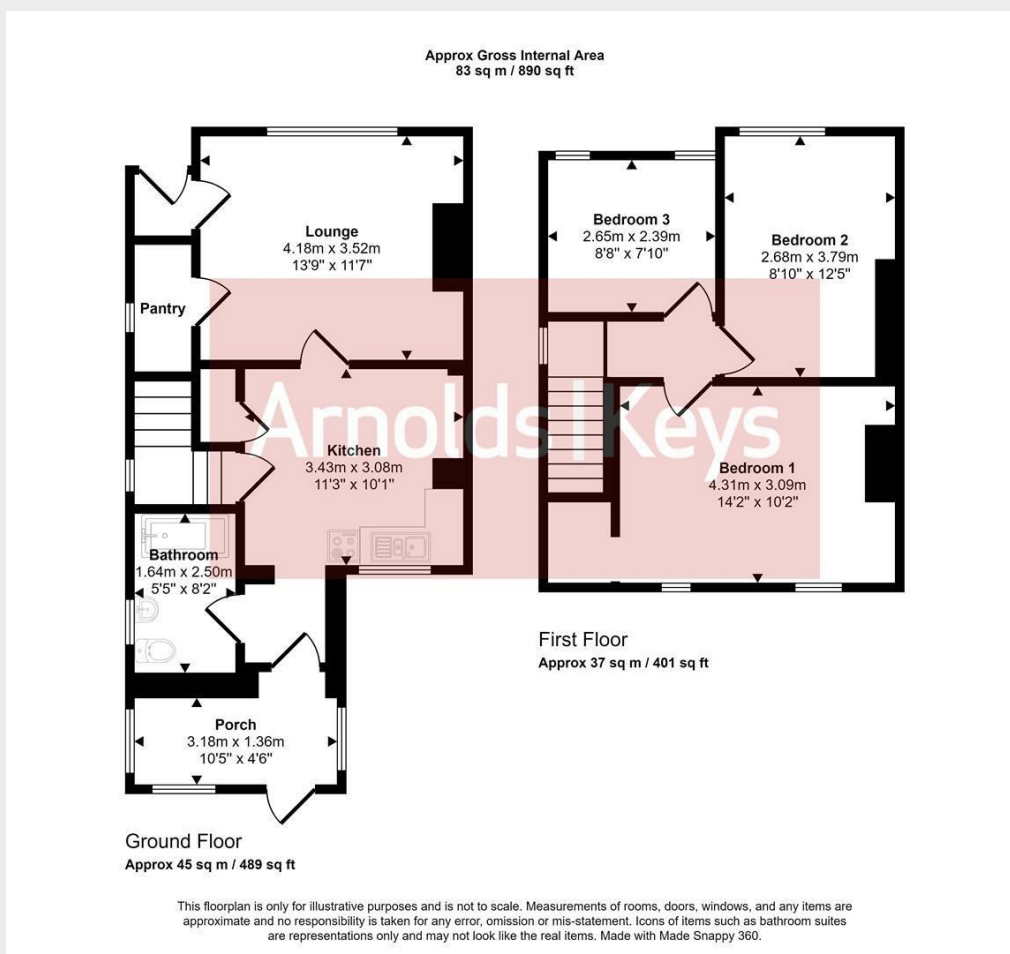 Approx Gross Internal Area
83 sq m / 890 sq ft
Lounge
4.18m x 3.52m
13'9" x 11'7"
Pantry
Kitchen
3.43m x 3.08m
11'3" x 10'1"
Bathroom
1.64m x 2.50m
5'5" x 8'2"
Porch
3.18m x 1.36m
10'5" x 4'6"
Ground Floor
Approx 45 sq m / 489 sq ft
Bedroom 3
2.65m x 2.39m
8'8" x 7'10"
Bedroom 2
2.68m x 3.79m
8'10" x 12'5"
Bedroom 1
4.31m x 3.09m
14'2" x 10'2"
First Floor
Approx 37 sq m / 401 sq ft
Arnolds | Keys
This floorplan is only for illustrative purposes and is not to scale. Measurements of rooms, doors, windows, and any items are
approximate and no responsibility is taken for any error, omission or mis-statement. Icons of items such as bathroom suites
are representations only and may not look like the real items. Made with Made Snappy 360.